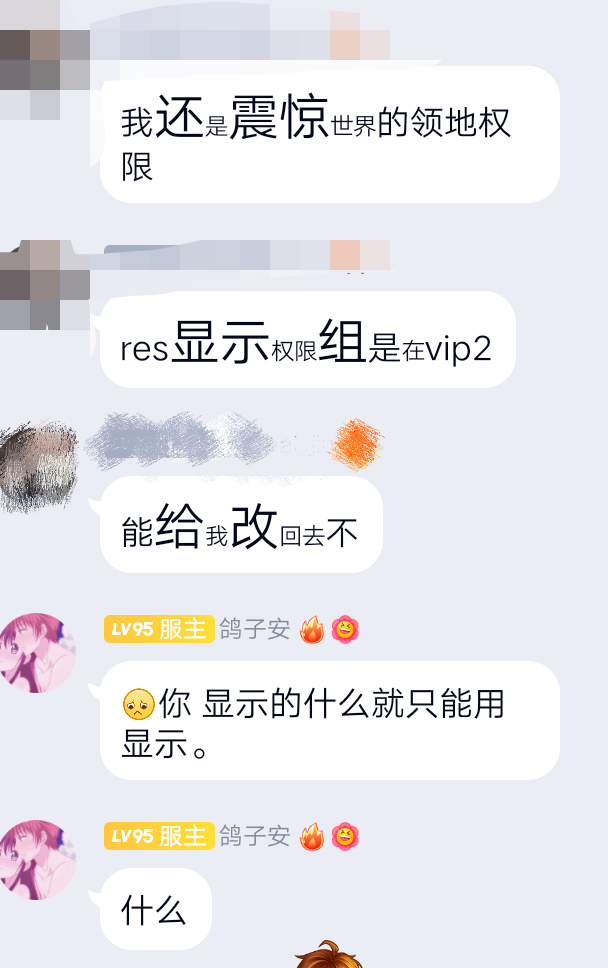 我还是震惊世界的领地权
限
res显示权限组是在vip2
能给我改回去不
LV95 服主 鸽子安
你 显示的什么就只能用
显示。
LV95 服主 鸽子安
什么